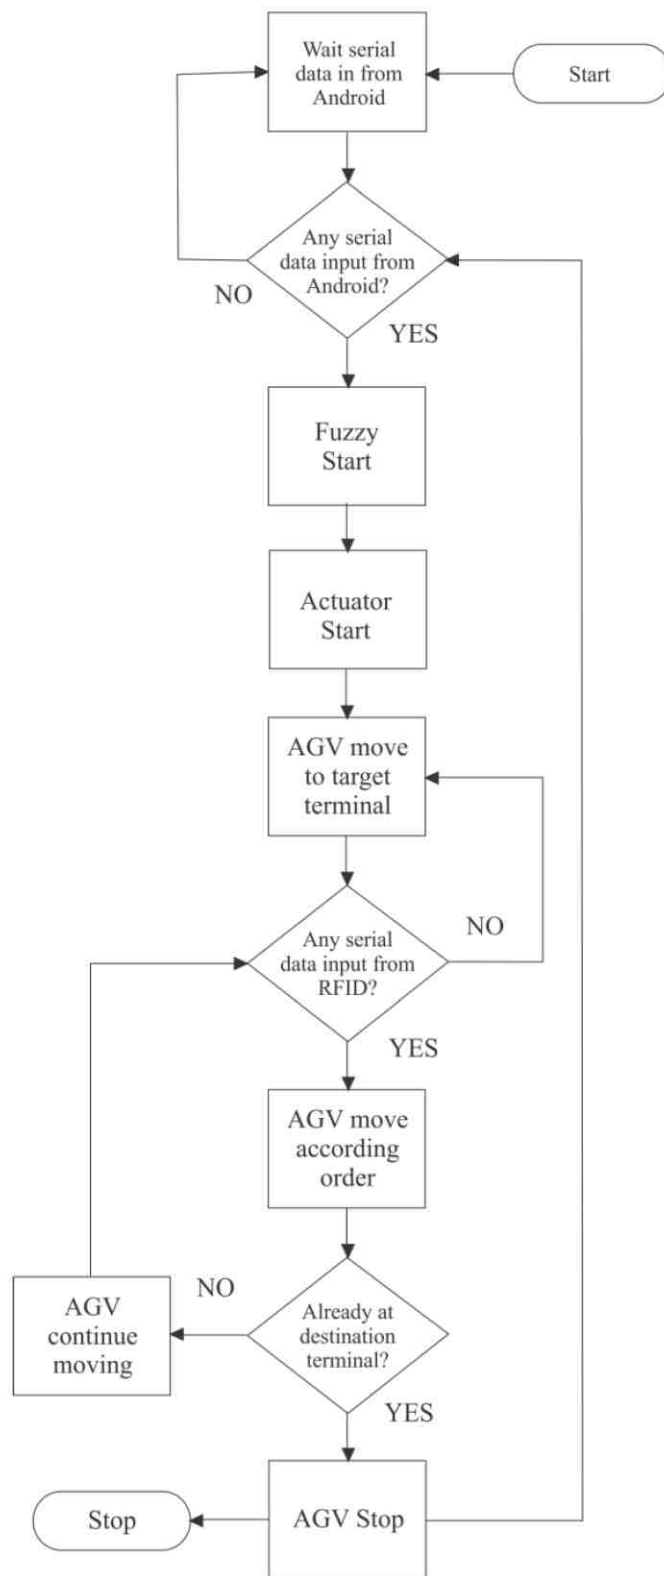 Wait serial
data in from
Android
Start
Any serial
data input from
Android?
NO
YES
Fuzzy
Start
Actuator
Start
AGV move
to target
terminal
Any serial
data input from
RFID?
NO
YES
AGV move
according
order
Already at
destination
terminal?
NO
AGV
continue
moving
YES
AGV Stop
Stop